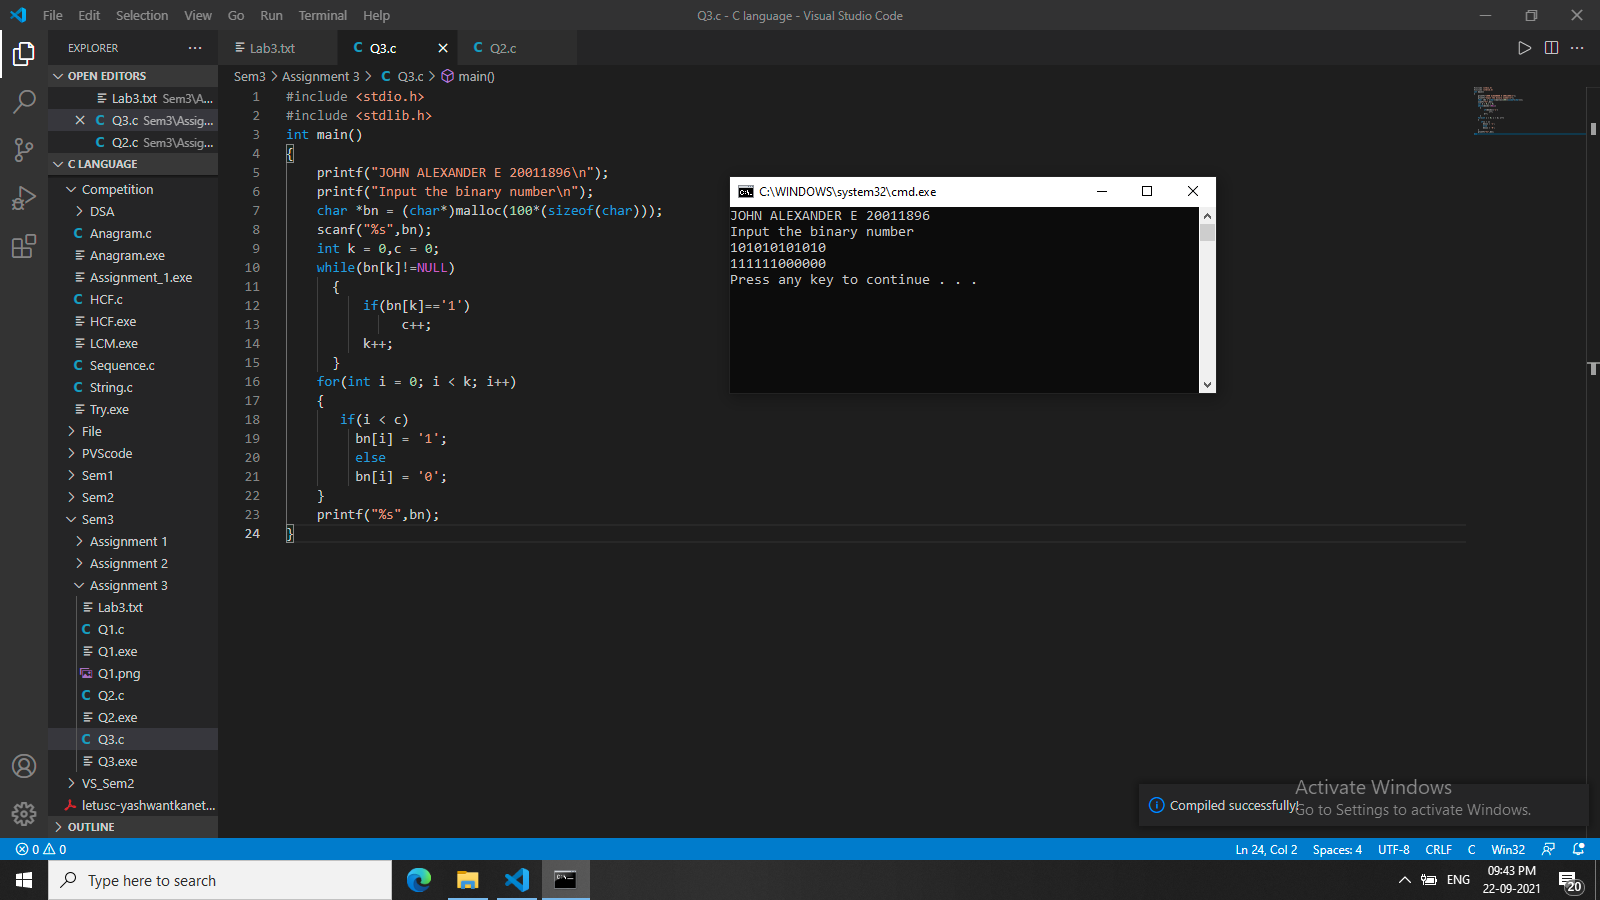 File Edit Selection View Go Run Terminal Help
Q3.c - C language - Visual Studio Code
EXPLORER
OPEN EDITORS
Lab3.txt Sem3\A...
Q3.c Sem3\Assig...
Q2.c Sem3\Assig...
C LANGUAGE
Competition
DSA
Anagram.c
Anagram.exe
Assignment_1.exe
HCF.c
HCF.exe
LCM.exe
Sequence.c
String.c
Try.exe
File
PVScode
Sem1
Sem2
Sem3
Assignment 1
Assignment 2
Assignment 3
Lab3.txt
Q1.c
Q1.exe
Q1.png
Q2.c
Q2.exe
Q3.c
Q3.exe
VS_Sem2
letusc-yashwantkanet...
OUTLINE
Lab3.txt
Q3.c
Q2.c
Sem3 > Assignment 3 > Q3.c > main()
1 #include <stdio.h>
2 #include <stdlib.h>
3 int main()
4 {
5 printf("JOHN ALEXANDER E 20011896\n");
6 printf("Input the binary number\n");
7 char *bn = (char*)malloc(100*(sizeof(char)));
8 scanf("%s",bn);
9 int k = 0,c = 0;
10 while(bn[k]!=NULL)
11 {
12 if(bn[k]=='1')
13 c++;
14 k++;
15 }
16 for(int i = 0; i < k; i++)
17 {
18 if(i < c)
19 bn[i] = '1';
20 else
21 bn[i] = '0';
22 }
23 printf("%s",bn);
24 }
C:\WINDOWS\system32\cmd.exe
JOHN ALEXANDER E 20011896
Input the binary number
101010101010
111111000000
Press any key to continue . . .
Compiled successfully!
Activate Windows
Go to Settings to activate Windows.
0 0
Ln 24, Col 2 Spaces: 4 UTF-8 CRLF C Win32
Type here to search
ENG
09:43 PM
22-09-2021
20